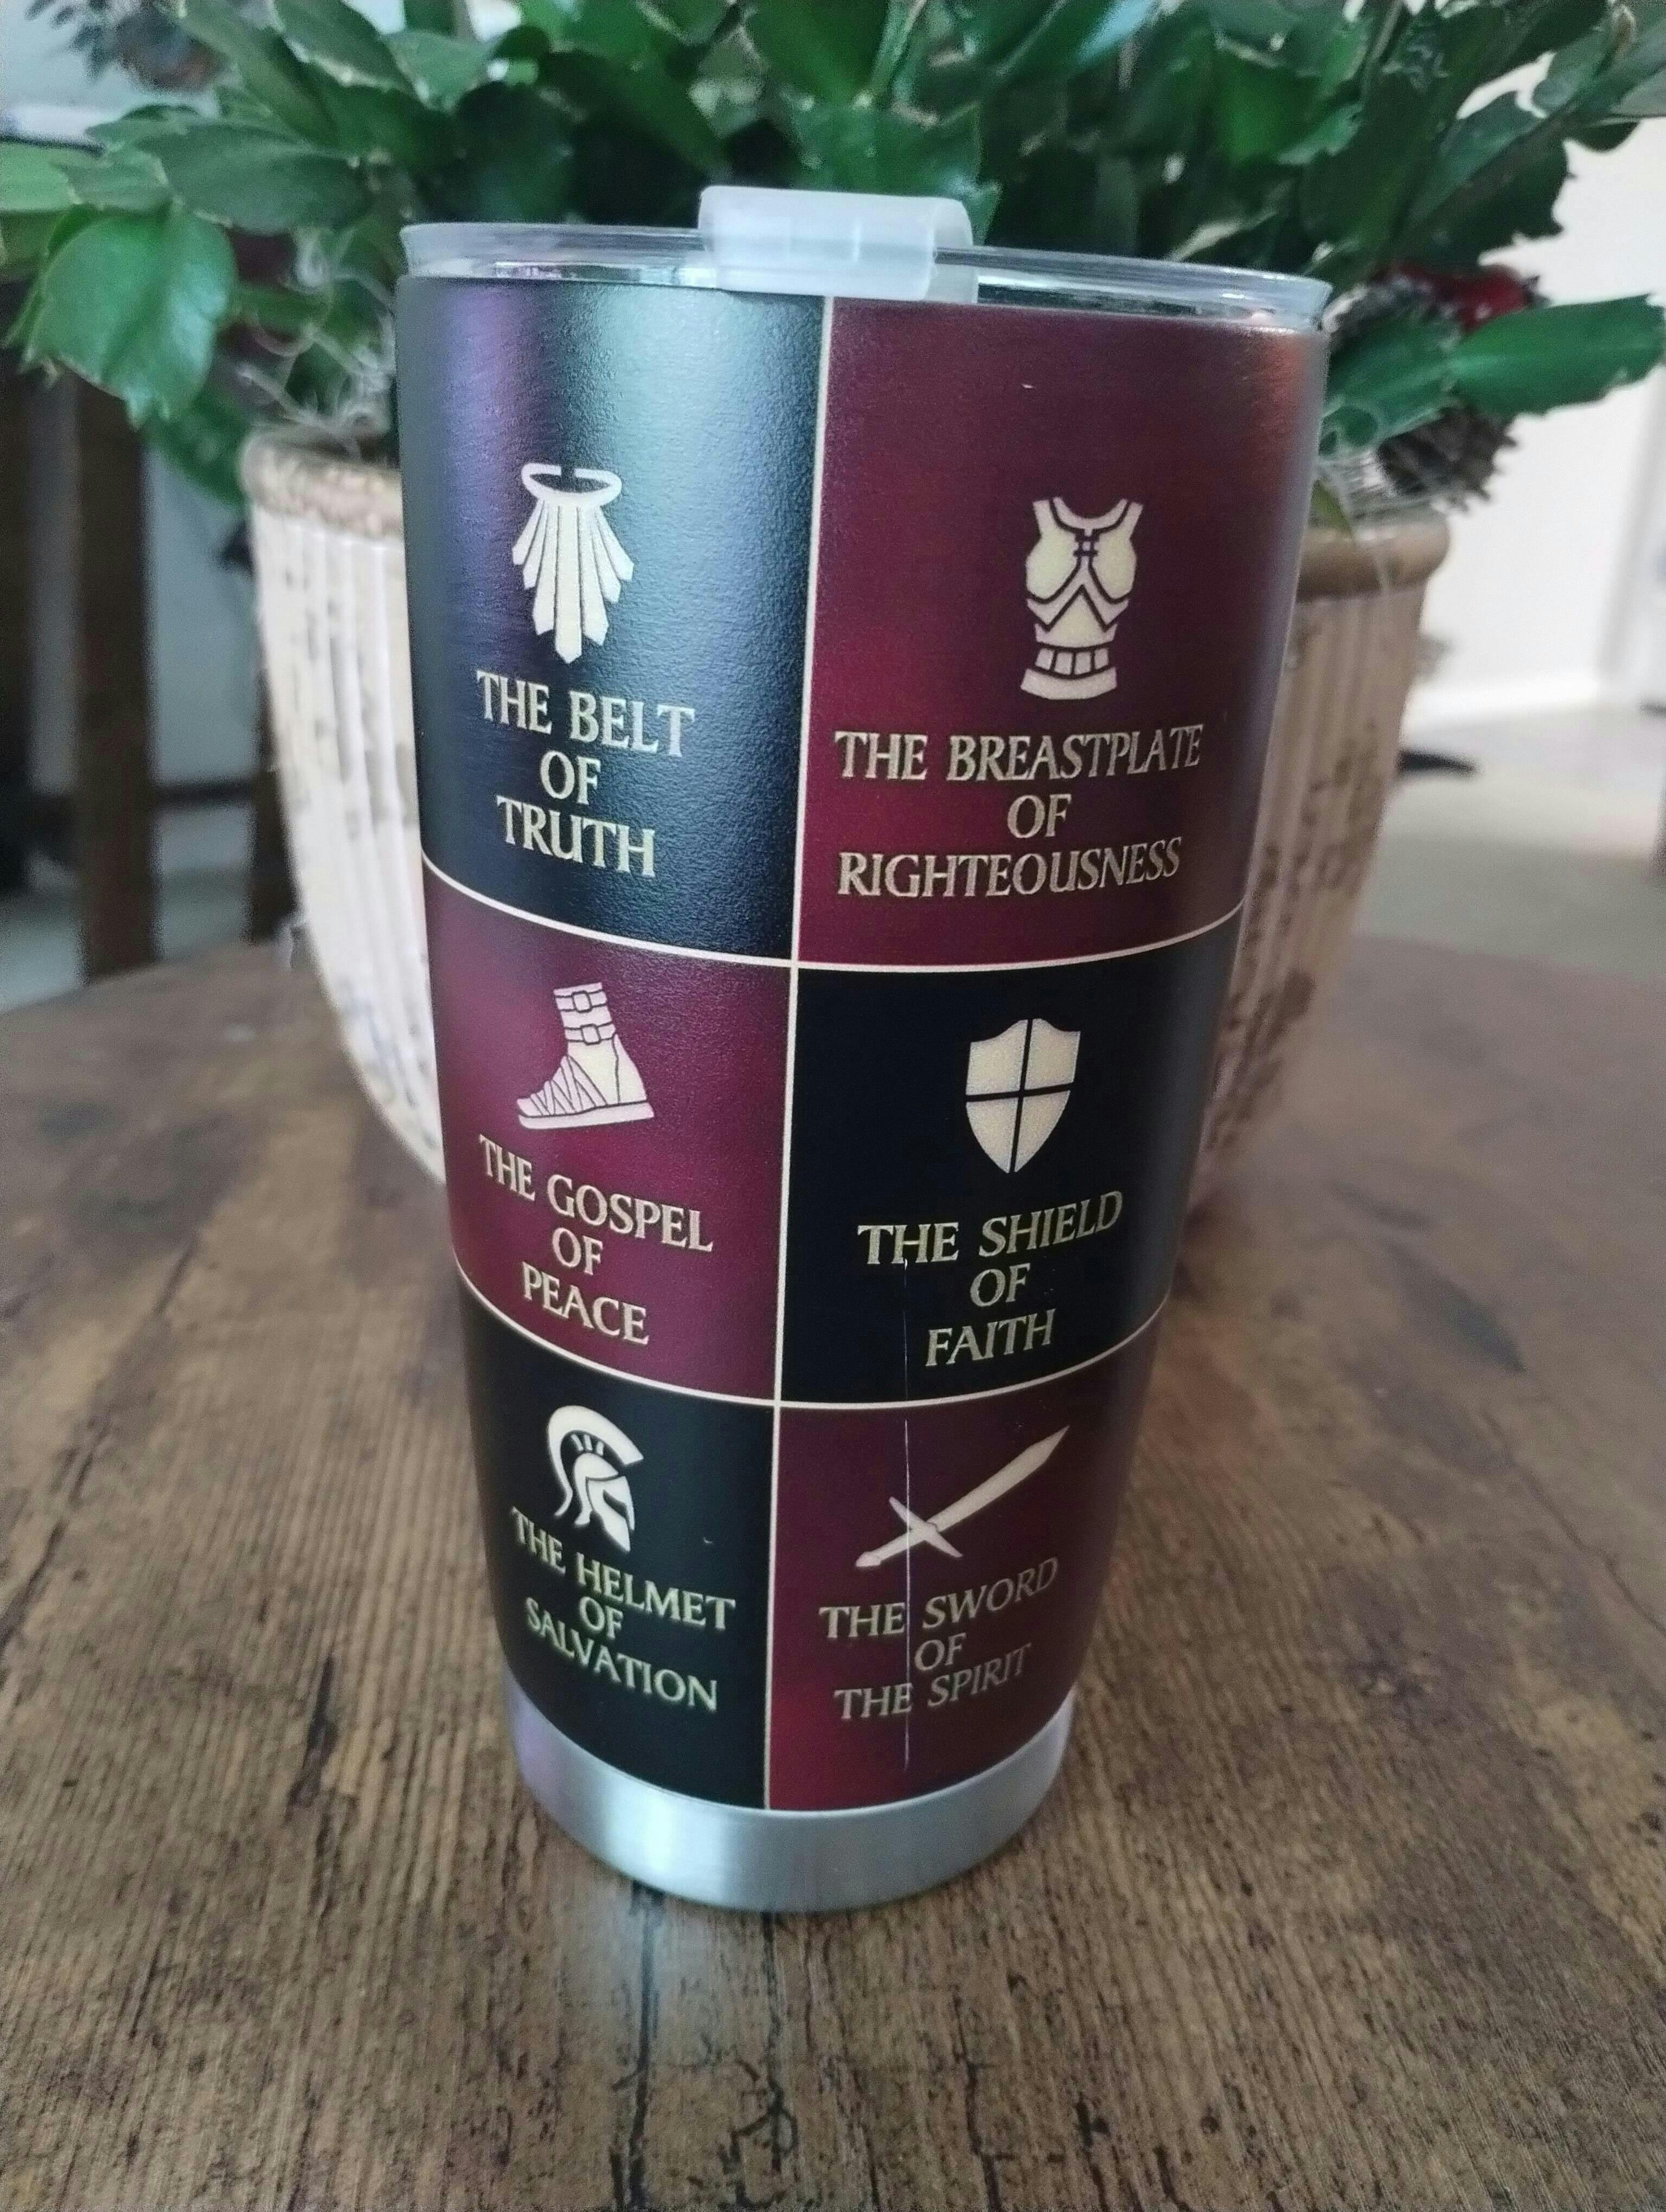 THE BELT
OF
TRUTH
THE BREASTPLATE
OF
RIGHTEOUSNESS
THE GOSPEL
OF
PEACE
THE SHIELD
OF
FAITH
THE HELMET
OF
SALVATION
THE SWORD
OF
THE SPIRIT